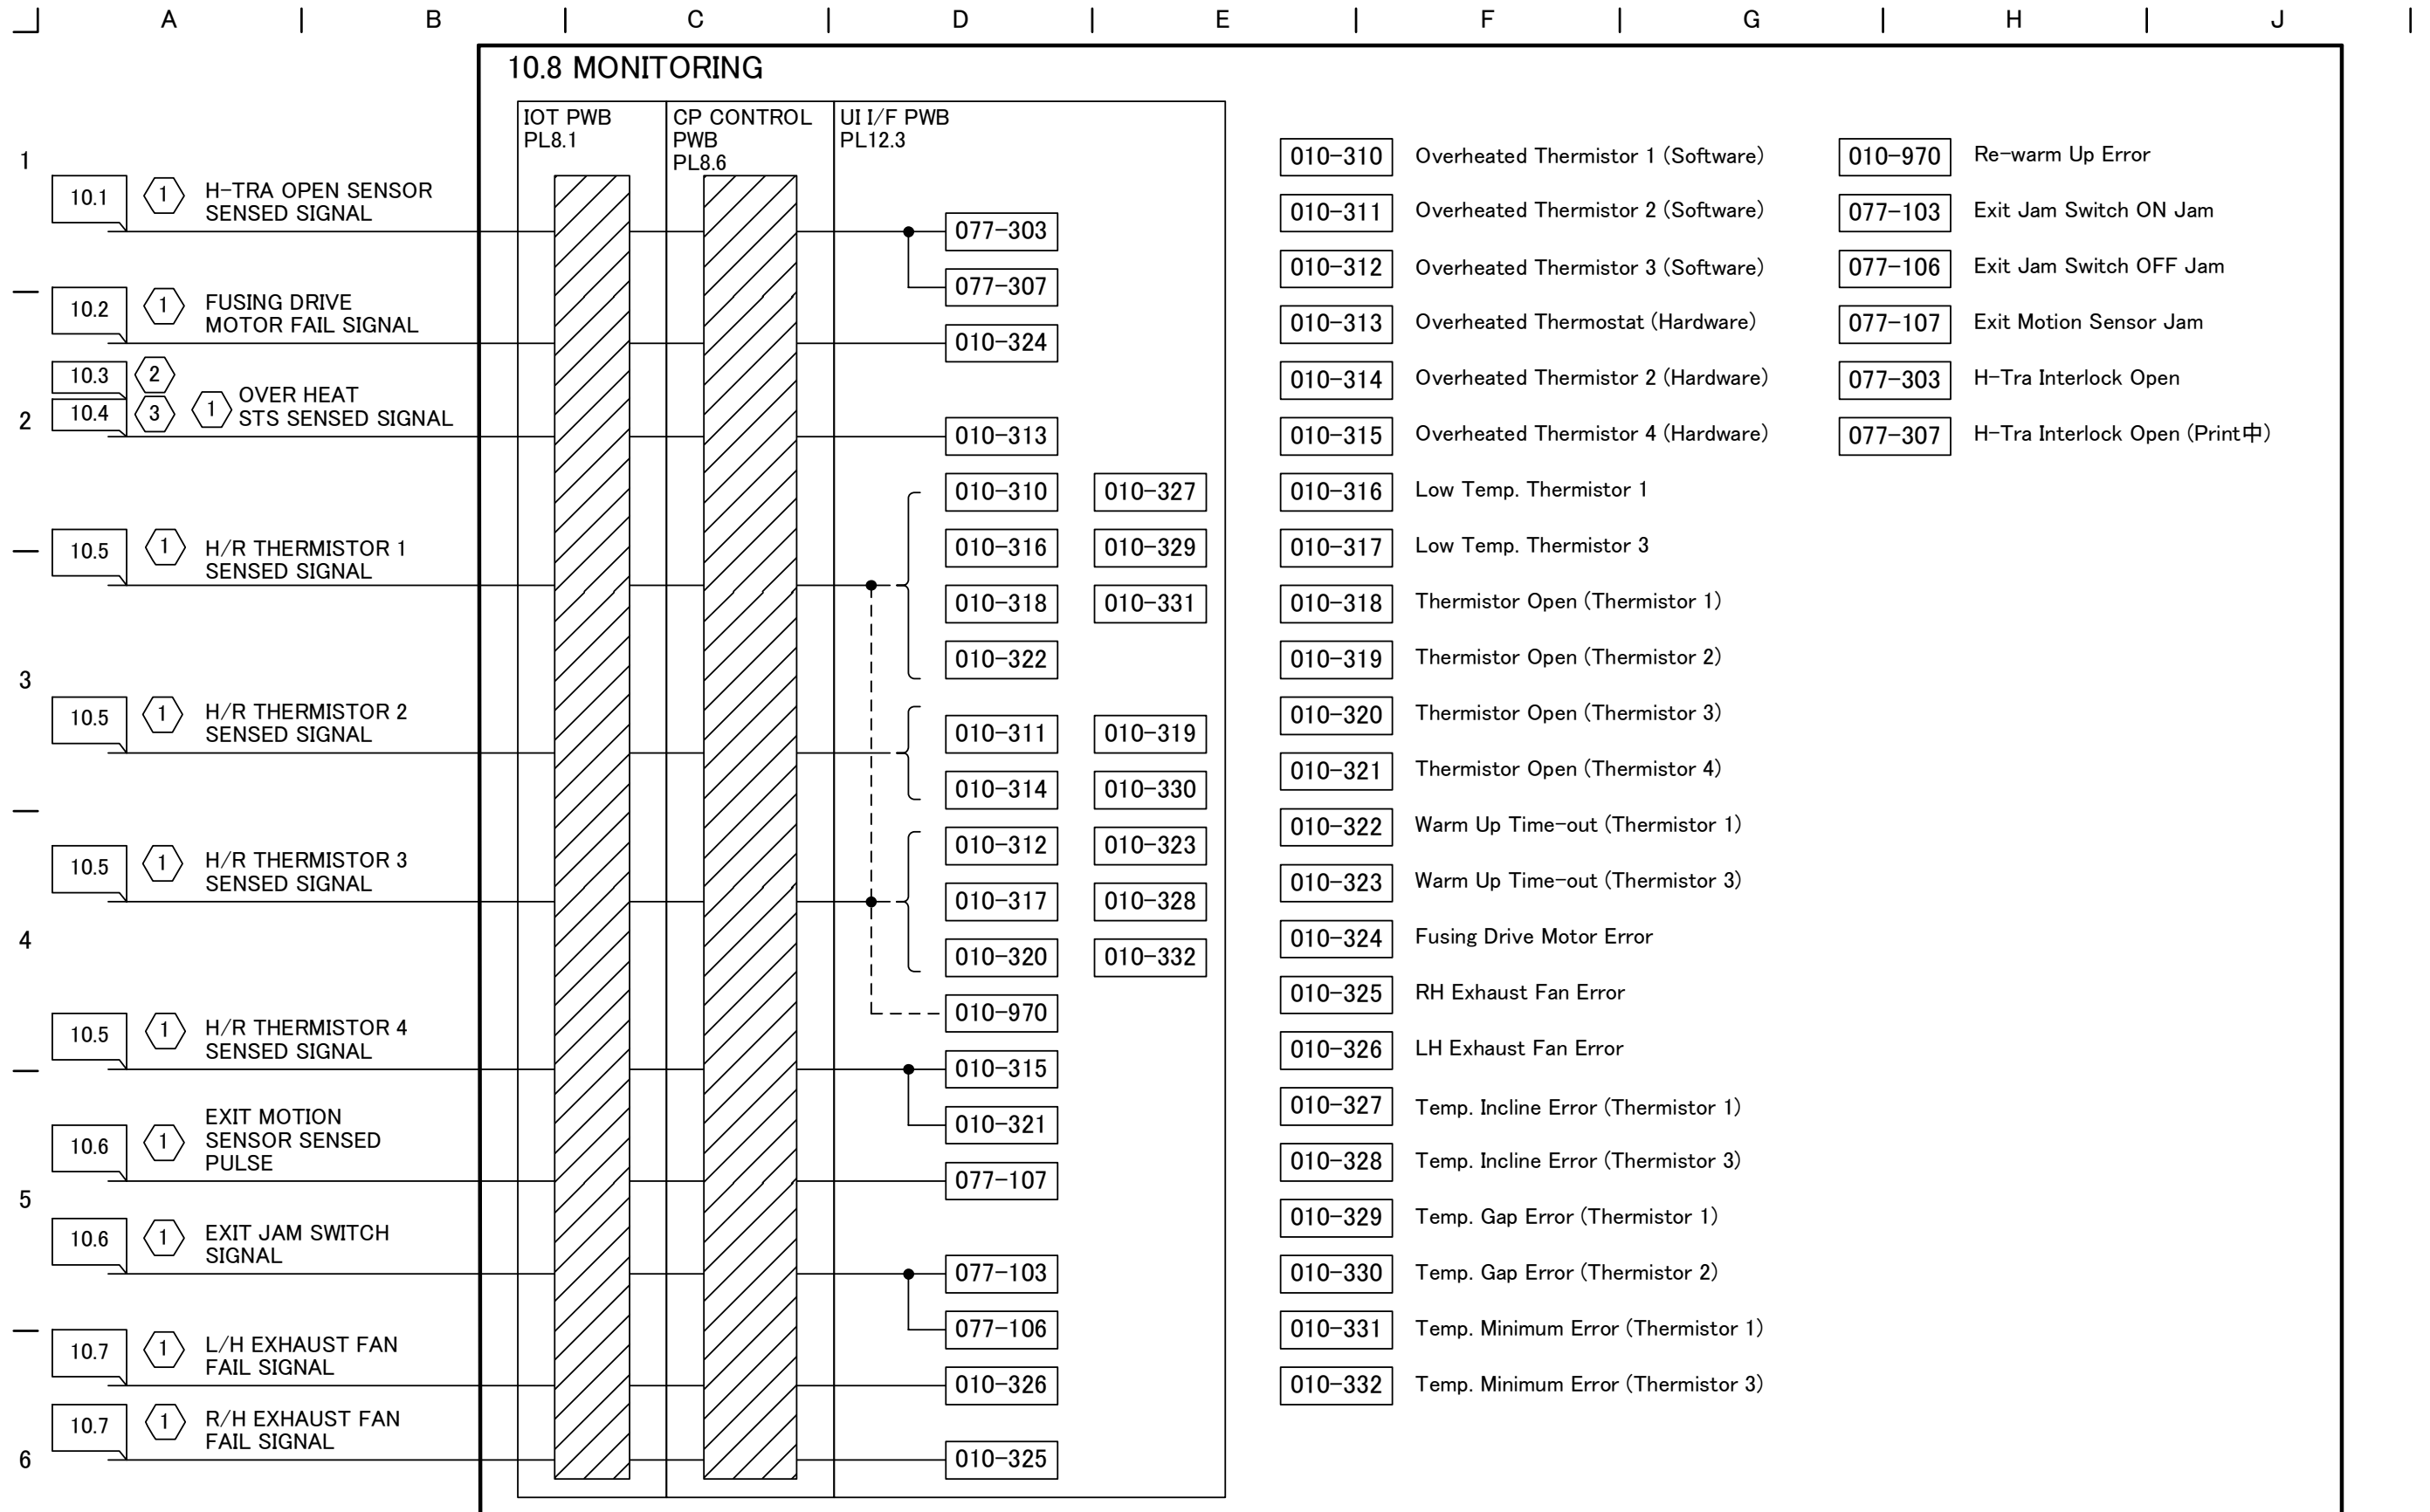 A B C D E F G H J
10.8 MONITORING
IOT PWB
PL8.1
CP CONTROL
PWB
PL8.6
UI I/F PWB
PL12.3
1
10.1 1 H-TRA OPEN SENSOR
SENSED SIGNAL
077-303
077-307
10.2 1 FUSING DRIVE
MOTOR FAIL SIGNAL
010-324
2
10.3 2
10.4 3 1 OVER HEAT
STS SENSED SIGNAL
010-313
10.5 1 H/R THERMISTOR 1
SENSED SIGNAL
010-310 010-327
010-316 010-329
010-318 010-331
010-322
3
10.5 1 H/R THERMISTOR 2
SENSED SIGNAL
010-311 010-319
010-314 010-330
10.5 1 H/R THERMISTOR 3
SENSED SIGNAL
010-312 010-323
010-317 010-328
010-320 010-332
4
010-970
10.5 1 H/R THERMISTOR 4
SENSED SIGNAL
010-315
010-321
10.6 1 EXIT MOTION
SENSOR SENSED
PULSE
077-107
5
10.6 1 EXIT JAM SWITCH
SIGNAL
077-103
077-106
10.7 1 L/H EXHAUST FAN
FAIL SIGNAL
010-326
10.7 1 R/H EXHAUST FAN
FAIL SIGNAL
010-325
6
010-310 Overheated Thermistor 1 (Software)
010-311 Overheated Thermistor 2 (Software)
010-312 Overheated Thermistor 3 (Software)
010-313 Overheated Thermostat (Hardware)
010-314 Overheated Thermistor 2 (Hardware)
010-315 Overheated Thermistor 4 (Hardware)
010-316 Low Temp. Thermistor 1
010-317 Low Temp. Thermistor 3
010-318 Thermistor Open (Thermistor 1)
010-319 Thermistor Open (Thermistor 2)
010-320 Thermistor Open (Thermistor 3)
010-321 Thermistor Open (Thermistor 4)
010-322 Warm Up Time-out (Thermistor 1)
010-323 Warm Up Time-out (Thermistor 3)
010-324 Fusing Drive Motor Error
010-325 RH Exhaust Fan Error
010-326 LH Exhaust Fan Error
010-327 Temp. Incline Error (Thermistor 1)
010-328 Temp. Incline Error (Thermistor 3)
010-329 Temp. Gap Error (Thermistor 1)
010-330 Temp. Gap Error (Thermistor 2)
010-331 Temp. Minimum Error (Thermistor 1)
010-332 Temp. Minimum Error (Thermistor 3)
010-970 Re-warm Up Error
077-103 Exit Jam Switch ON Jam
077-106 Exit Jam Switch OFF Jam
077-107 Exit Motion Sensor Jam
077-303 H-Tra Interlock Open
077-307 H-Tra Interlock Open (Print中)